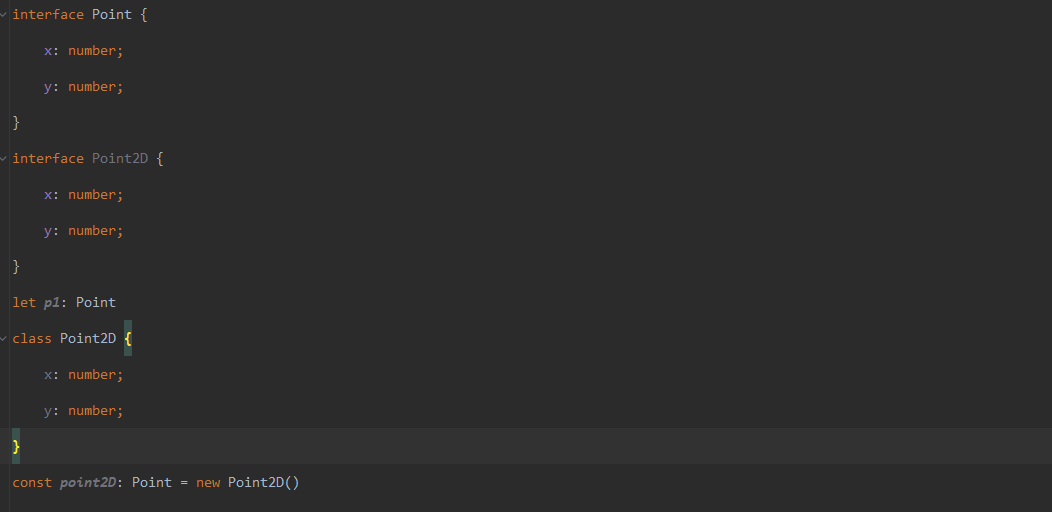 interface Point {
x: number;
y: number;
}
interface Point2D {
x: number;
y: number;
}
let p1: Point
class Point2D {
x: number;
y: number;
}
const point2D: Point = new Point2D()